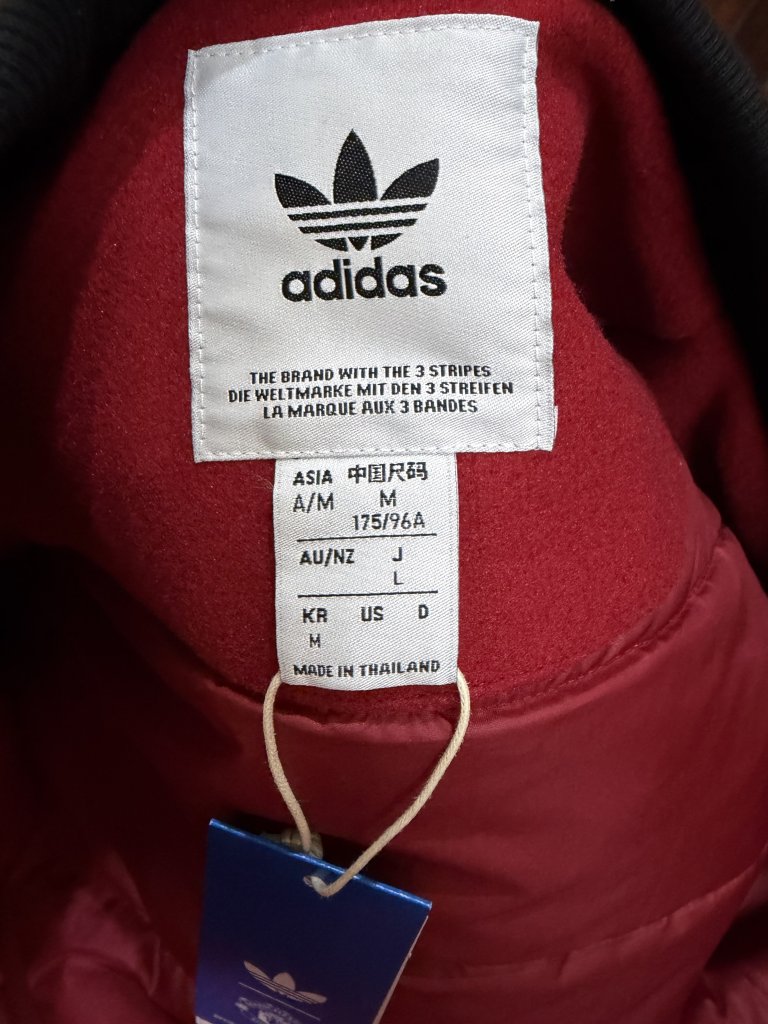 adidas
THE BRAND WITH THE 3 STRIPES
DIE WELTMARKE MIT DEN 3 STREIFEN
LA MARQUE AUX 3 BANDES
ASIA 中国尺码
A/M M
175/96A
AU/NZ J
L
KR US D
M
MADE IN THAILAND